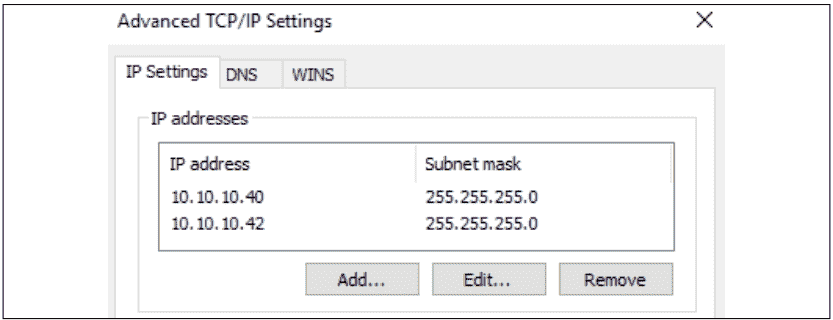 Advanced TCP/IP Settings
IP Settings DNS WINS
IP addresses
IP address Subnet mask
10.10.10.40 255.255.255.0
10.10.10.42 255.255.255.0
Add... Edit... Remove